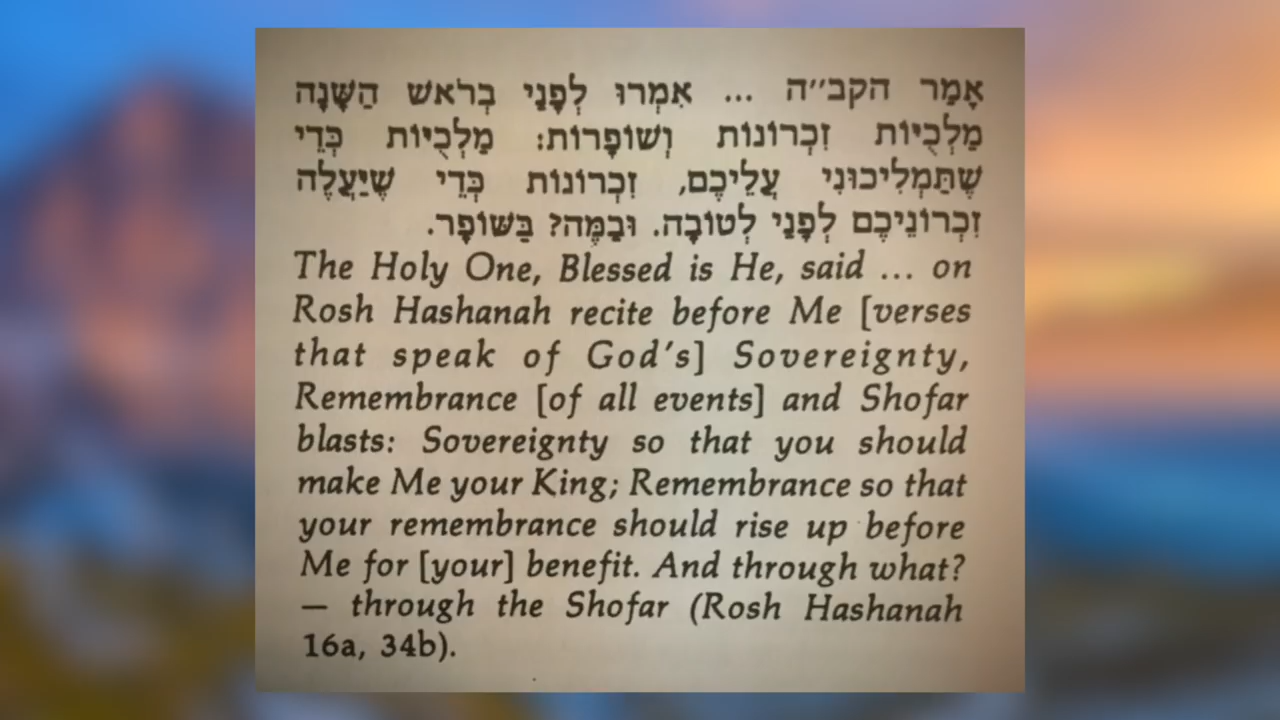 אָמַר הקב״ה ... אִמְרוּ לְפָנַי בְּרֹאשׁ הַשָּׁנָה
מַלְכֻיּוֹת זִכְרוֹנוֹת וְשׁוֹפָרוֹת: מַלְכֻיּוֹת כְּדֵי
שֶׁתַּמְלִיכוּנִי עֲלֵיכֶם, זִכְרוֹנוֹת כְּדֵי שֶׁיַּעֲלֶה
זִכְרוֹנֵיכֶם לְפָנַי לְטוֹבָה. וּבַמֶּה? בַּשּׁוֹפָר.
The Holy One, Blessed is He, said ... on
Rosh Hashanah recite before Me [verses
that speak of God's] Sovereignty,
Remembrance [of all events] and Shofar
blasts: Sovereignty so that you should
make Me your King; Remembrance so that
your remembrance should rise up before
Me for [your] benefit. And through what?
— through the Shofar (Rosh Hashanah
16a, 34b).